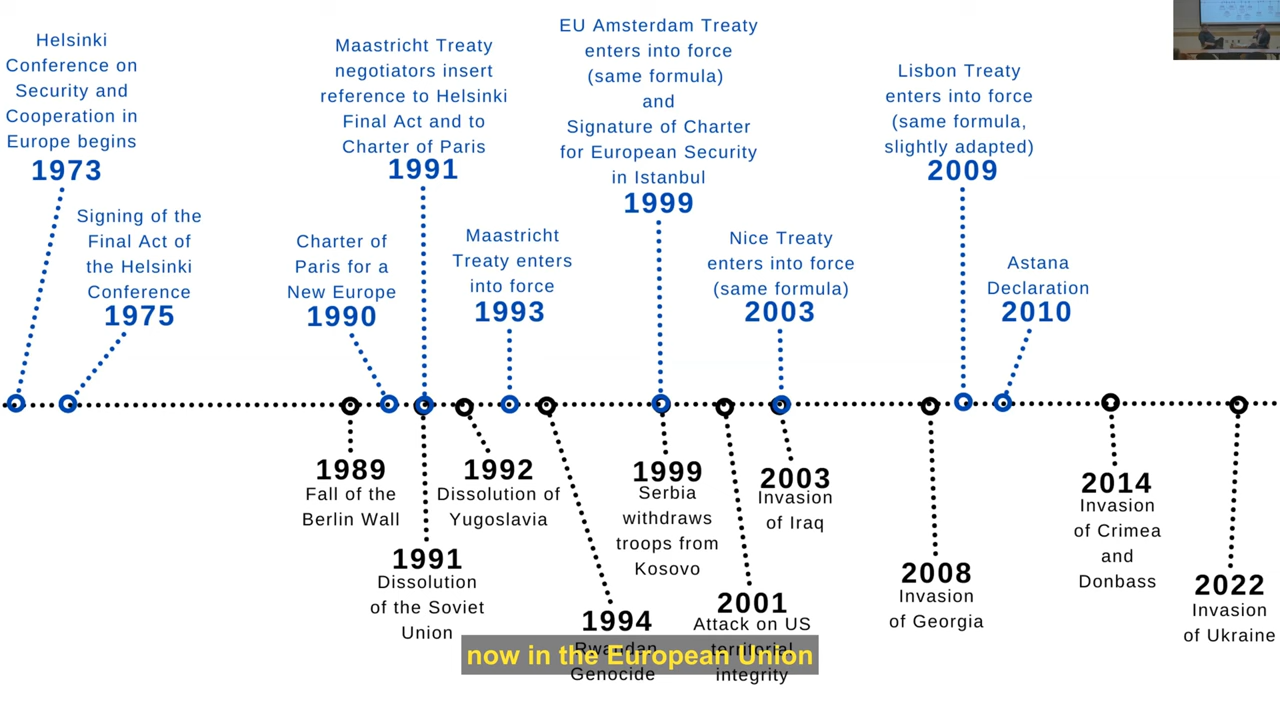 Helsinki
Conference on
Security and
Cooperation in
Europe begins
1973
Signing of the
Final Act of
the Helsinki
Conference
1975
Charter of
Paris for a
New Europe
1990
Maastricht Treaty
negotiators insert
reference to Helsinki
Final Act and to
Charter of Paris
1991
Maastricht
Treaty enters
into force
1993
EU Amsterdam Treaty
enters into force
(same formula)
and
Signature of Charter
for European Security
in Istanbul
1999
Nice Treaty
enters into force
(same formula)
2003
Lisbon Treaty
enters into force
(same formula,
slightly adapted)
2009
Astana
Declaration
2010
1989
Fall of the
Berlin Wall
1991
Dissolution
of the Soviet
Union
1992
Dissolution of
Yugoslavia
1994
Rwandan
Genocide
1999
Serbia
withdraws
troops from
Kosovo
2001
Attack on US
territorial
integrity
2003
Invasion
of Iraq
2008
Invasion
of Georgia
2014
Invasion
of Crimea
and
Donbass
2022
Invasion
of Ukraine
now in the European Union